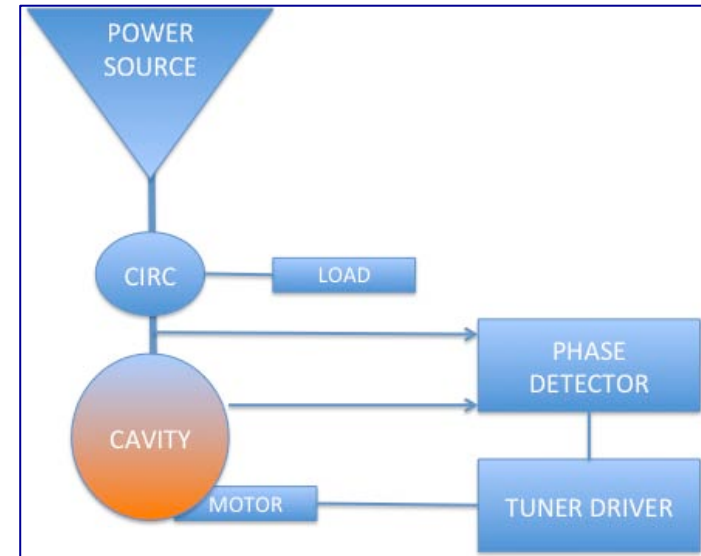 POWER
SOURCE
CIRC
LOAD
PHASE
DETECTOR
CAVITY
MOTOR
TUNER DRIVER